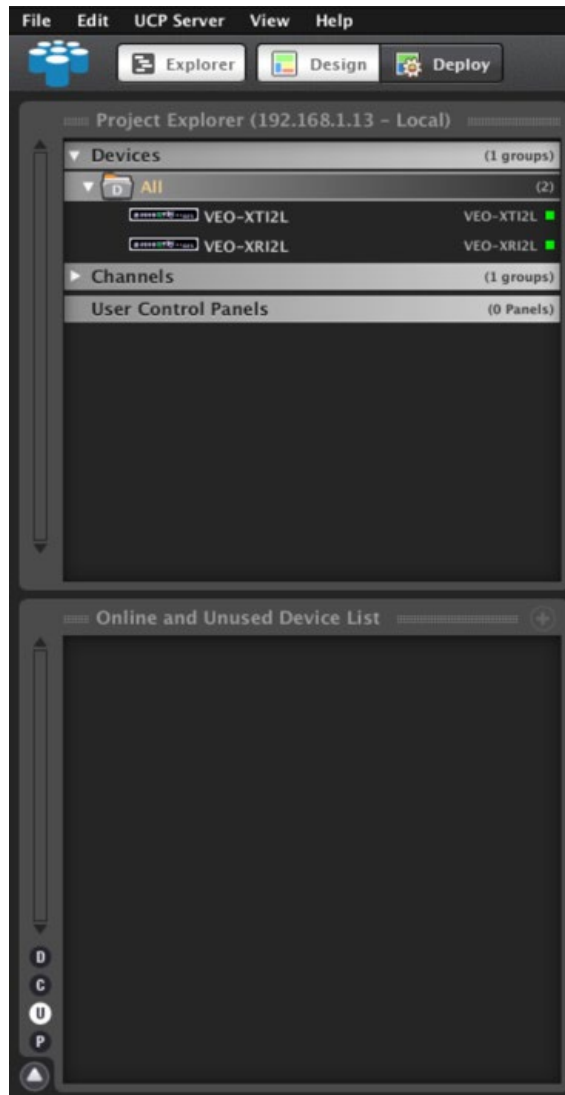 File Edit UCP Server View Help
Explorer Design Deploy
Project Explorer (192.168.1.13 – Local)
Devices (1 groups)
D All (2)
VEO-XTI2L VEO-XTI2L
VEO-XRI2L VEO-XRI2L
Channels (1 groups)
User Control Panels (0 Panels)
Online and Unused Device List
D
C
U
P